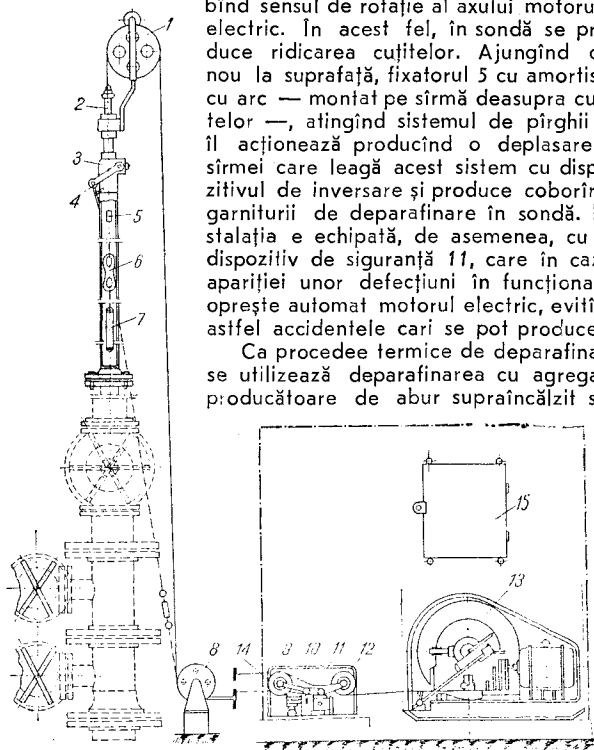 bînd sensul de rotație al axului motorul
electric. În acest fel, în sondă se pr
duce ridicarea cuțitelor. Ajungînd d
nou la suprafață, fixatorul 5 cu amortis
cu arc — montat pe sîrmă deasupra cu
telor —, atingînd sistemul de pîrghii
îl acționează producînd o deplasare
sîrmei care leagă acest sistem cu disp
zitivul de inversare și produce coborîr
garniturii de deparafinare în sondă.
stalația e echipată, de asemenea, cu
dispozitiv de siguranță 11, care în caz
apariției unor defecțiuni în funcționa
oprește automat motorul electric, evitî
astfel accidentele cari se pot produce
Ca procedee termice de deparafina
se utilizează deparafinarea cu agrega
producătoare de abur supraîncălzit s
1
2
3
4
5
6
7
15
13
8 14 9 10 11 12